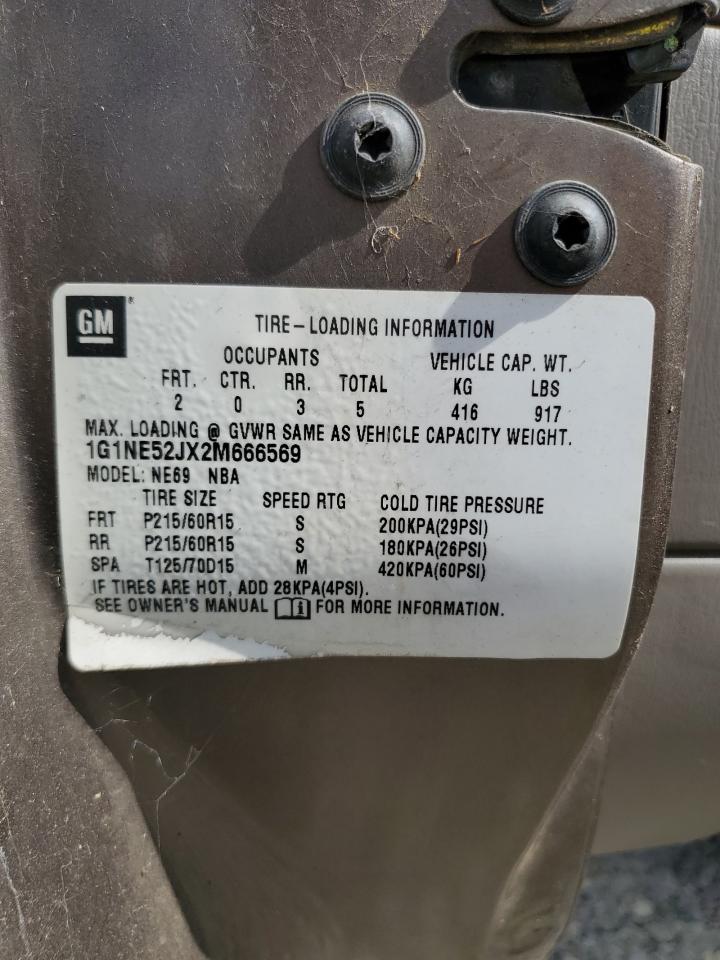 GM ®
TIRE-LOADING INFORMATION
OCCUPANTS VEHICLE CAP. WT.
FRT. CTR. RR. TOTAL KG LBS
2 0 3 5 416 917
MAX. LOADING @ GVWR SAME AS VEHICLE CAPACITY WEIGHT.
1G1NE52JX2M666569
MODEL: NE69 NBA
TIRE SIZE SPEED RTG COLD TIRE PRESSURE
FRT P215/60R15 S 200KPA(29PSI)
RR P215/60R15 S 180KPA(26PSI)
SPA T125/70D15 M 420KPA(60PSI)
IF TIRES ARE HOT, ADD 28KPA(4PSI).
SEE OWNER'S MANUAL i FOR MORE INFORMATION.